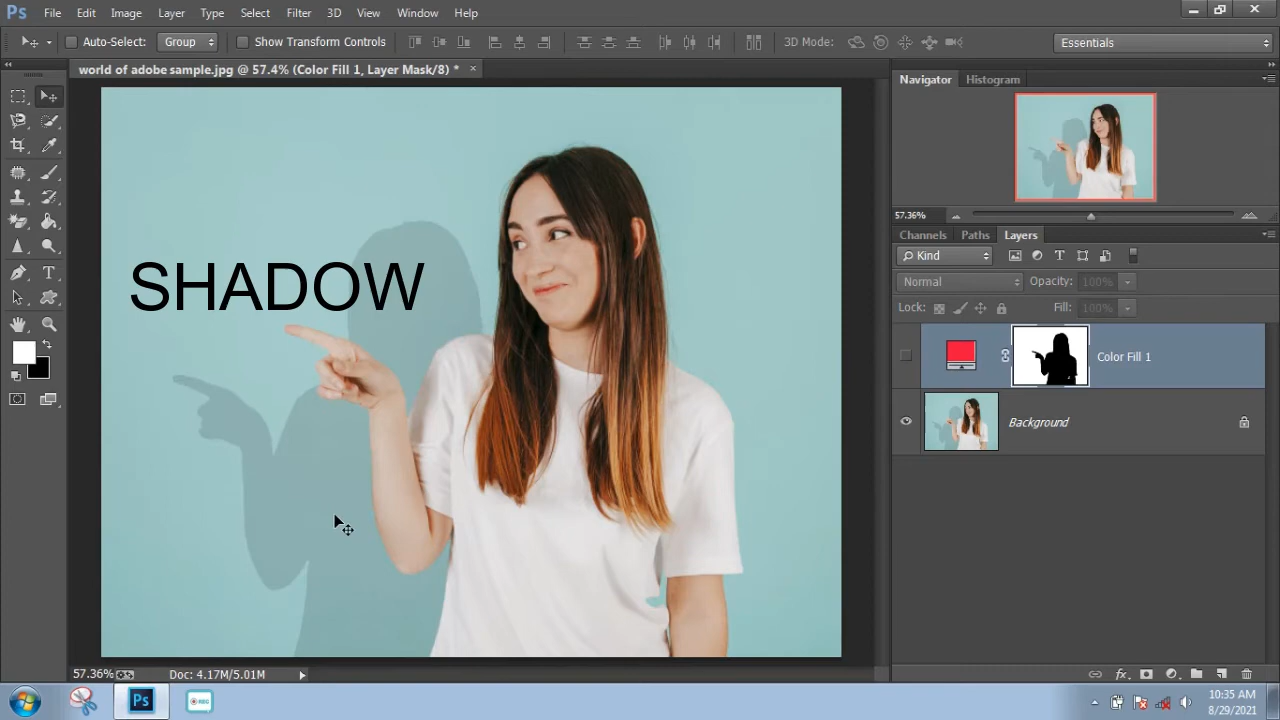 Ps File Edit Image Layer Type Select Filter 3D View Window Help
Auto-Select: Group Show Transform Controls 3D Mode: Essentials
world of adobe sample.jpg @ 57.4% (Color Fill 1, Layer Mask/8) *
Navigator Histogram
57.36%
Channels Paths Layers
Kind
Normal Opacity: 100%
Lock: Fill: 100%
Color Fill 1
Background
SHADOW
57.36% Doc: 4.17M/5.01M
Ps REC 10:35 AM
8/29/2021